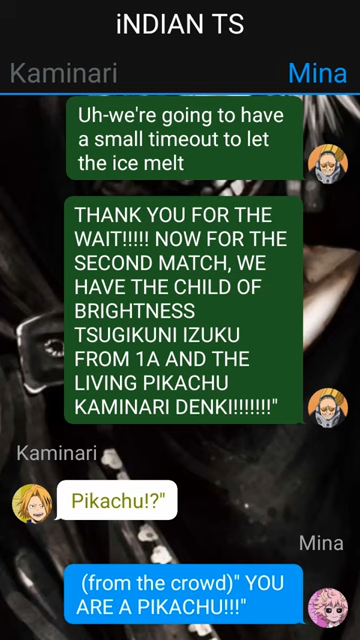 iNDIAN TS
Kaminari Mina
Uh-we're going to have
a small timeout to let
the ice melt
THANK YOU FOR THE
WAIT!!!!! NOW FOR THE
SECOND MATCH, WE
HAVE THE CHILD OF
BRIGHTNESS
TSUGIKUNI IZUKU
FROM 1A AND THE
LIVING PIKACHU
KAMINARI DENKI!!!!!!!"
Kaminari
Pikachu!?"
Mina
(from the crowd)" YOU
ARE A PIKACHU!!!"